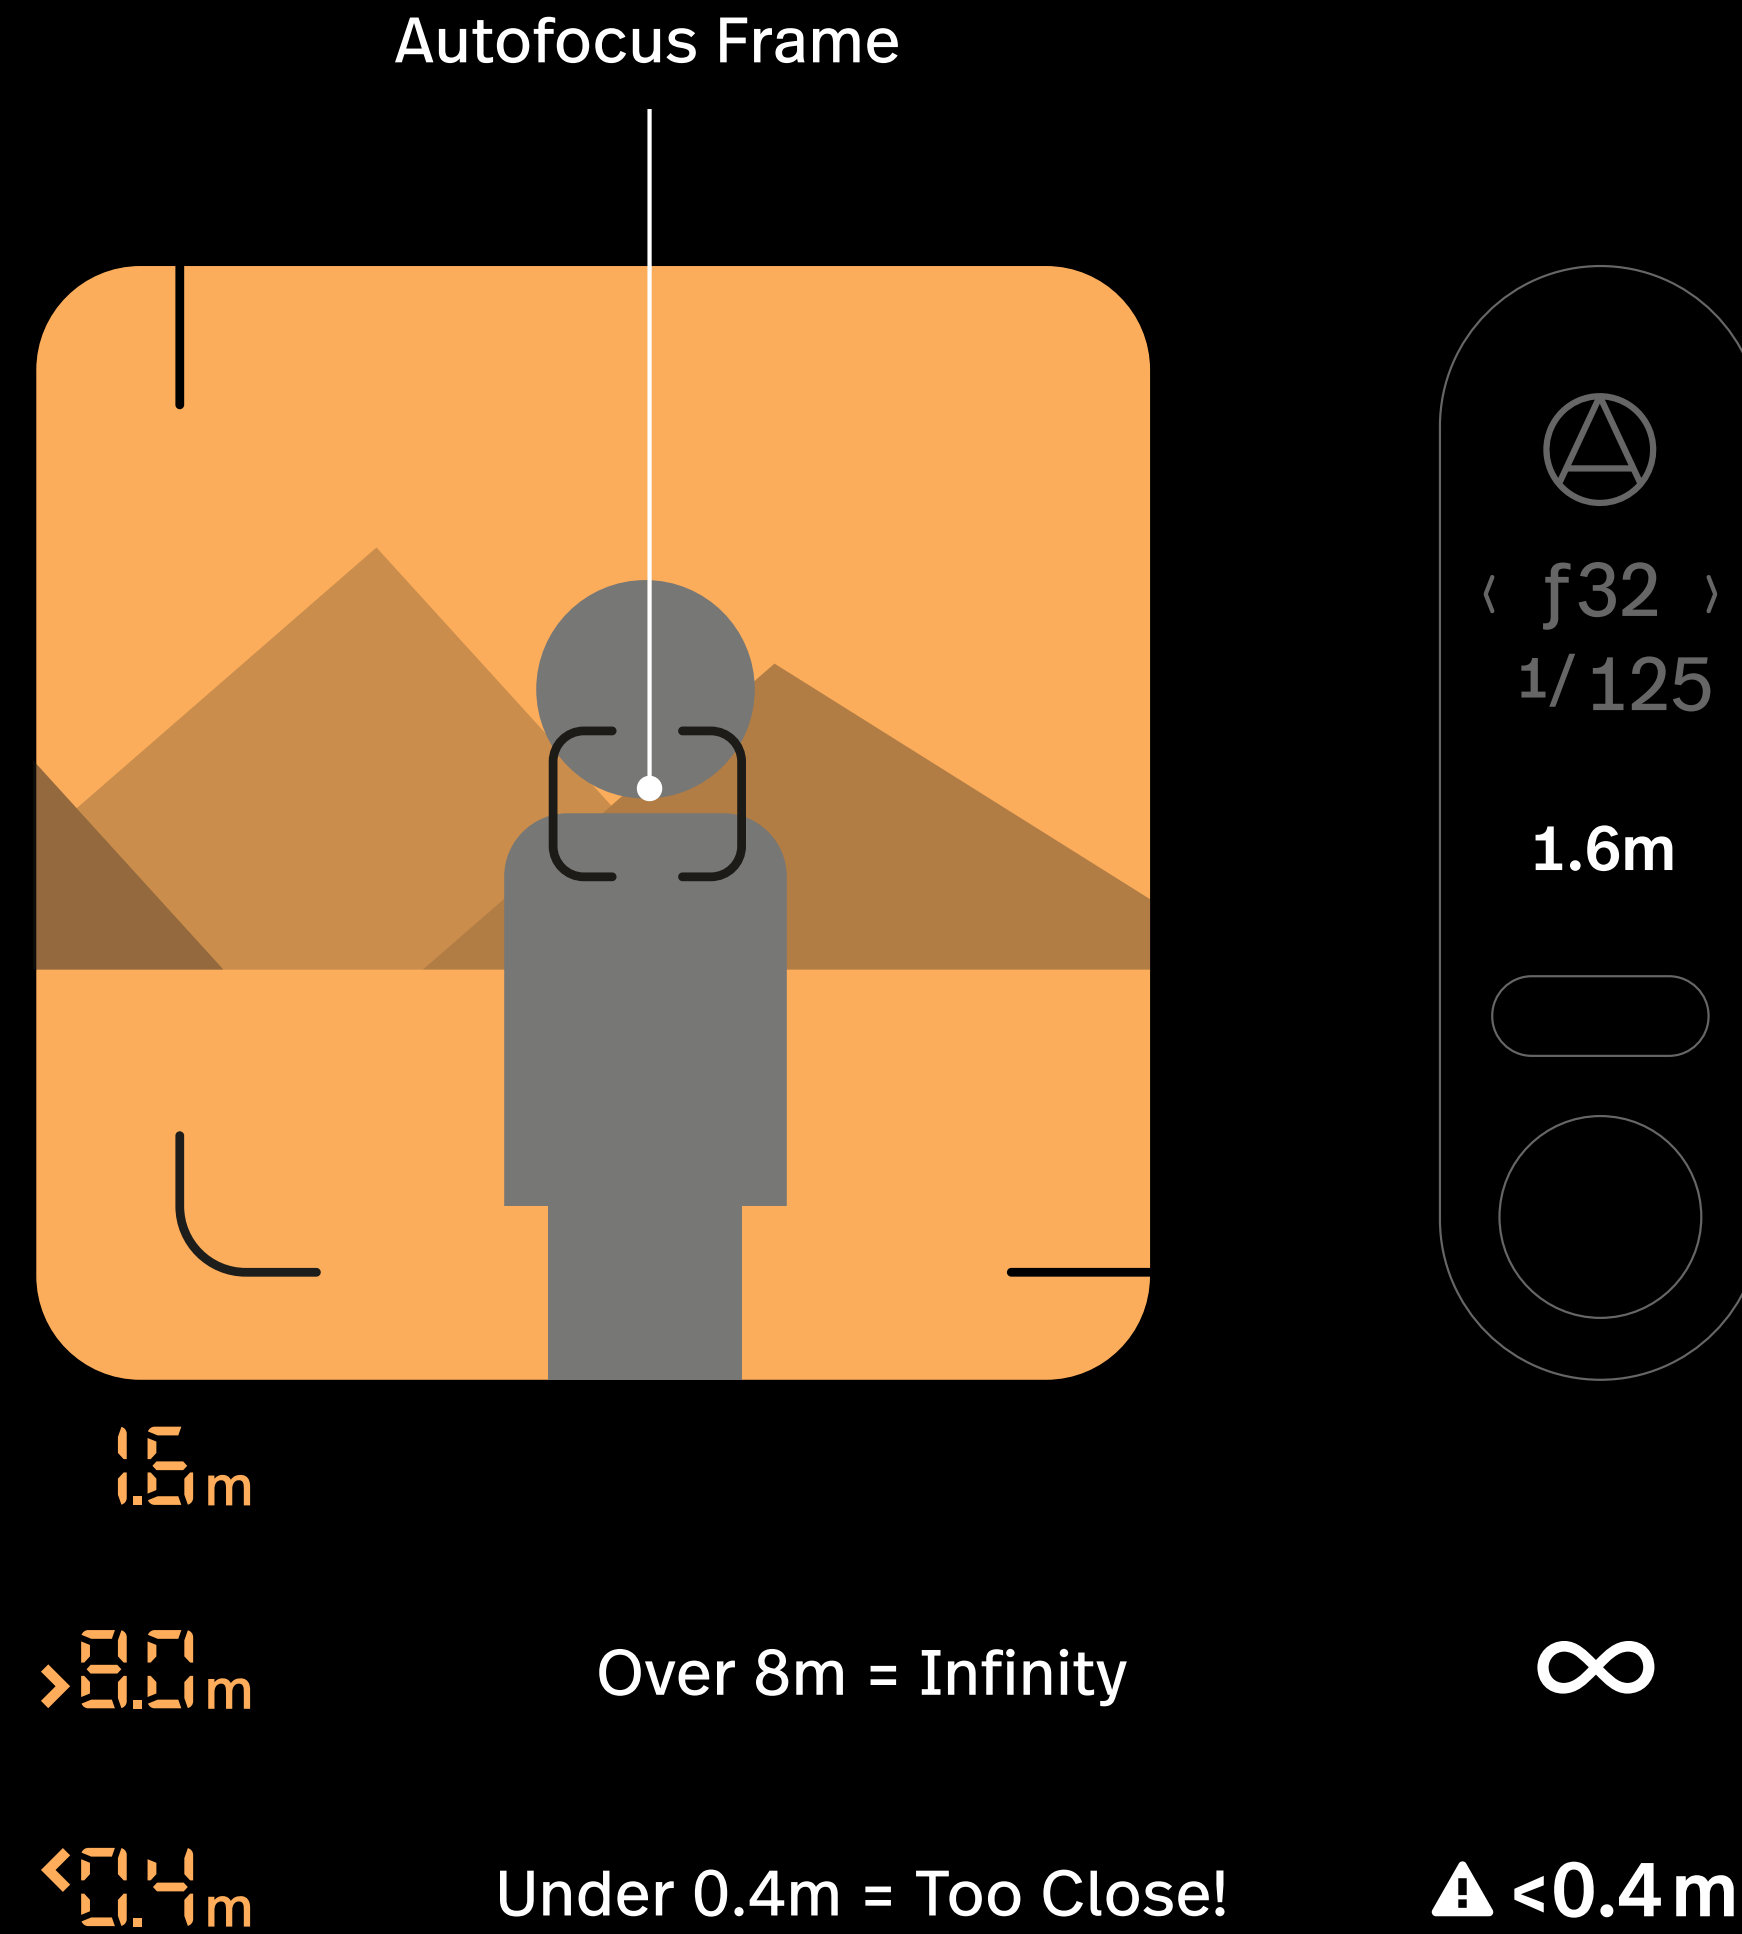 Autofocus Frame
A
‹ ƒ32 ›
1/125
1.6m
1.6m
>8.0m Over 8m = Infinity ∞
<0.4m Under 0.4m = Too Close! <0.4m